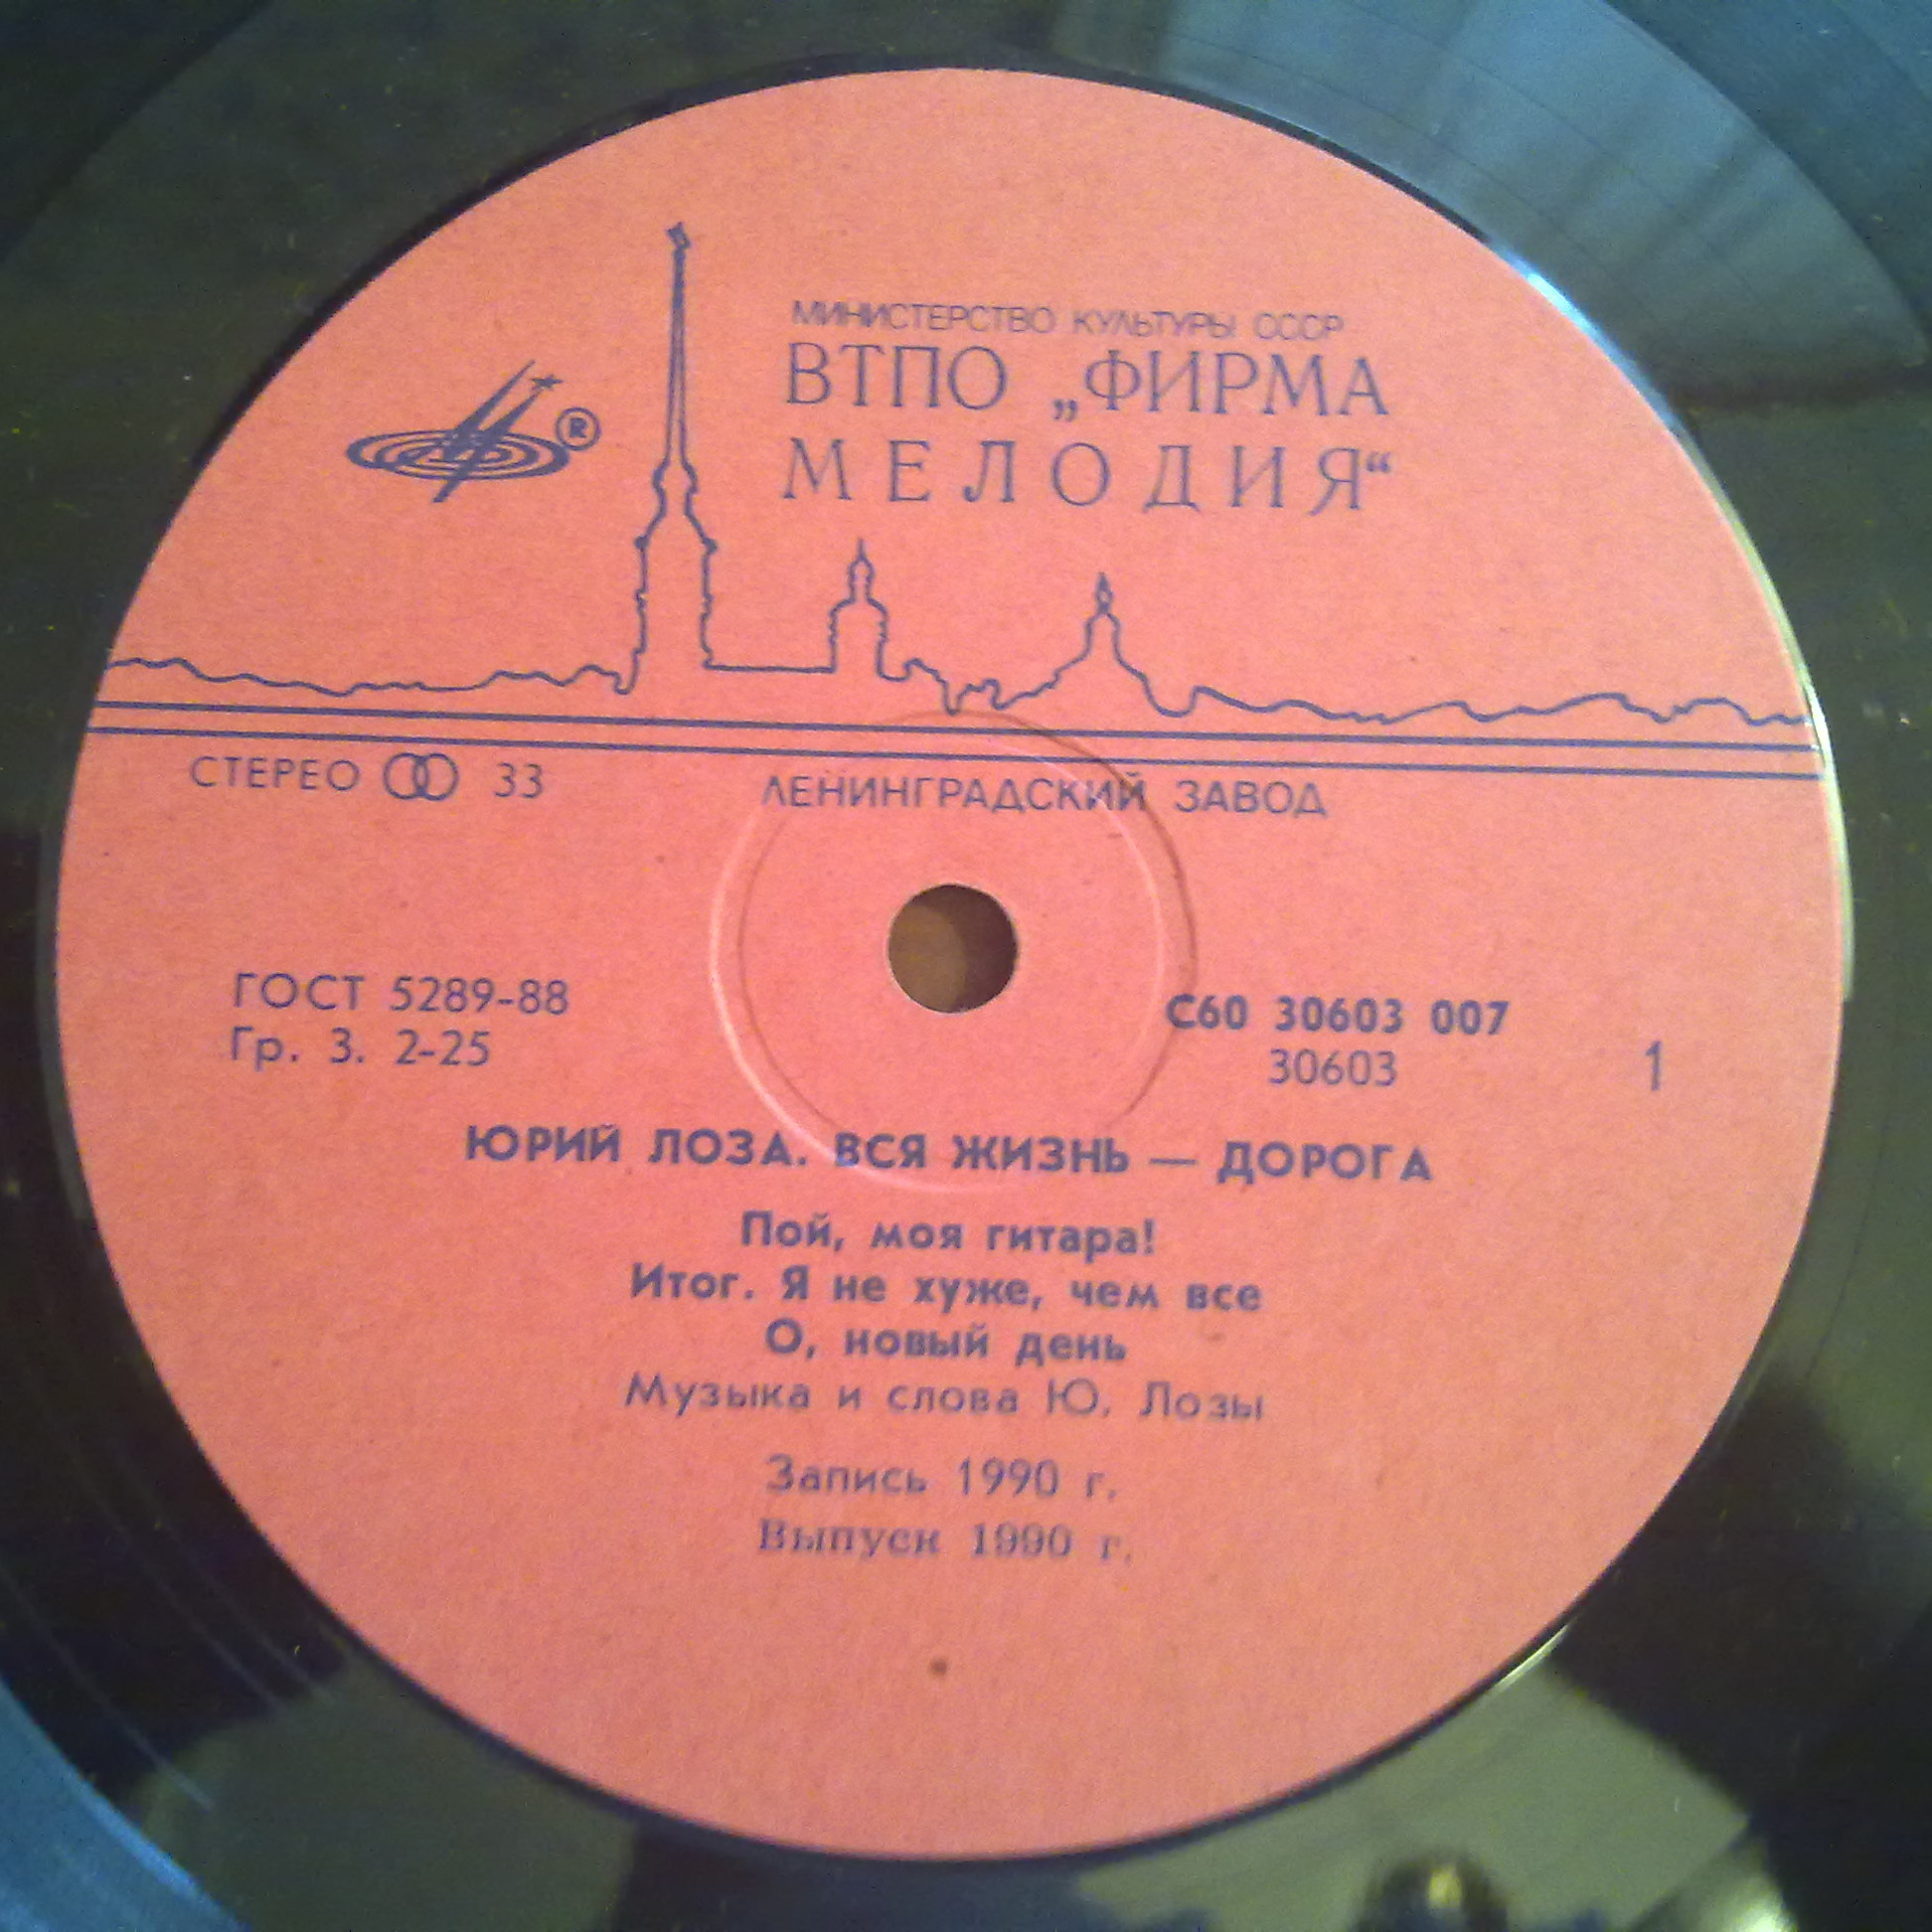 МИНИСТЕРСТВО КУЛЬТУРЫ СССР
ВТПО „ФИРМА
МЕЛОДИЯ“
®
СТЕРЕО 33
ЛЕНИНГРАДСКИЙ ЗАВОД
ГОСТ 5289-88
Гр. 3. 2-25
С60 30603 007
30603
1
ЮРИЙ ЛОЗА. ВСЯ ЖИЗНЬ — ДОРОГА
Пой, моя гитара!
Итог. Я не хуже, чем все
О, новый день
Музыка и слова Ю. Лозы
Запись 1990 г.
Выпуск 1990 г.